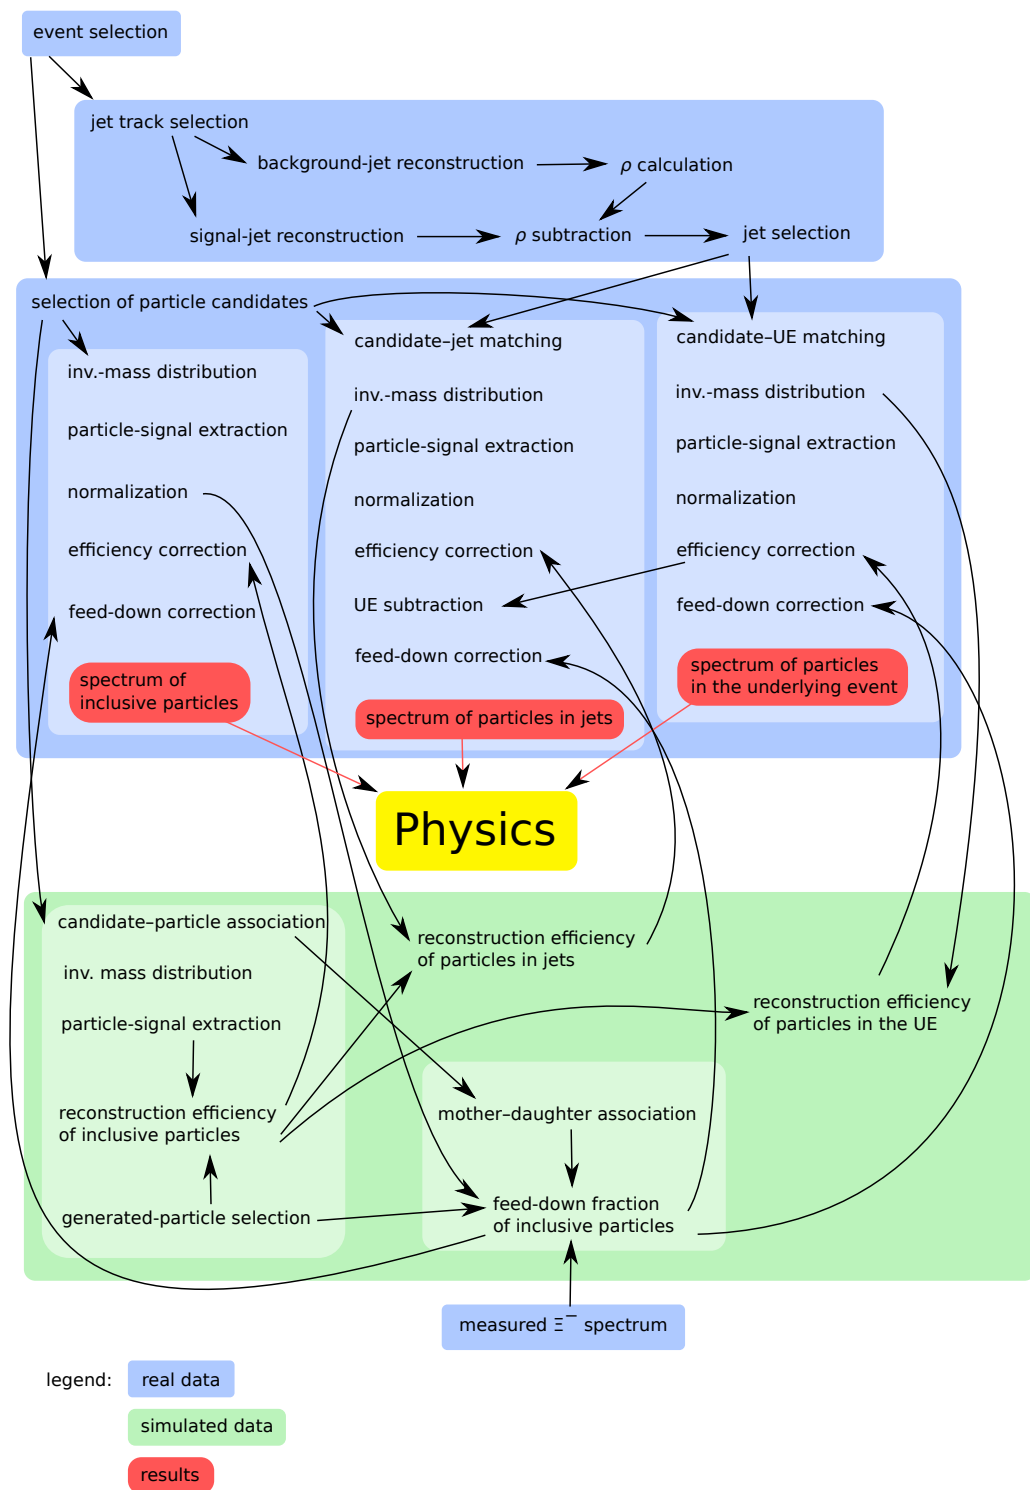 event selection
jet track selection
background-jet reconstruction
ρ calculation
signal-jet reconstruction
ρ subtraction
jet selection
selection of particle candidates
inv.-mass distribution
particle-signal extraction
normalization
efficiency correction
feed-down correction
spectrum of
inclusive particles
candidate–jet matching
inv.-mass distribution
particle-signal extraction
normalization
efficiency correction
UE subtraction
feed-down correction
spectrum of particles in jets
candidate–UE matching
inv.-mass distribution
particle-signal extraction
normalization
efficiency correction
feed-down correction
spectrum of particles
in the underlying event
Physics
candidate–particle association
inv. mass distribution
particle-signal extraction
reconstruction efficiency
of inclusive particles
generated-particle selection
reconstruction efficiency
of particles in jets
reconstruction efficiency
of particles in the UE
mother–daughter association
feed-down fraction
of inclusive particles
measured Ξ⁻ spectrum
legend:
real data
simulated data
results